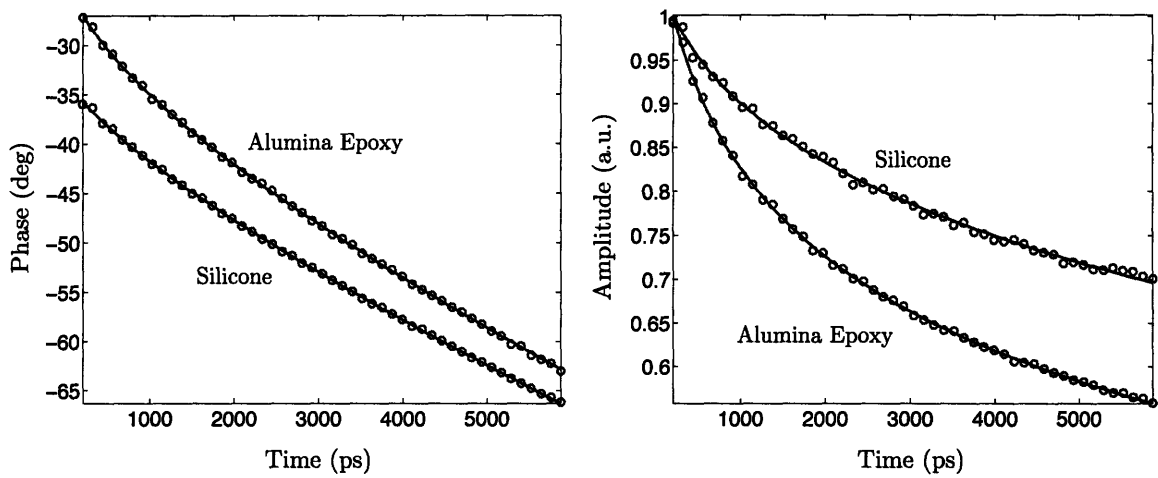 Phase (deg)
−30
−35
−40
−45
−50
−55
−60
−65
Alumina Epoxy
Silicone
1000 2000 3000 4000 5000
Time (ps)
Amplitude (a.u.)
1
0.95
0.9
0.85
0.8
0.75
0.7
0.65
0.6
Silicone
Alumina Epoxy
1000 2000 3000 4000 5000
Time (ps)